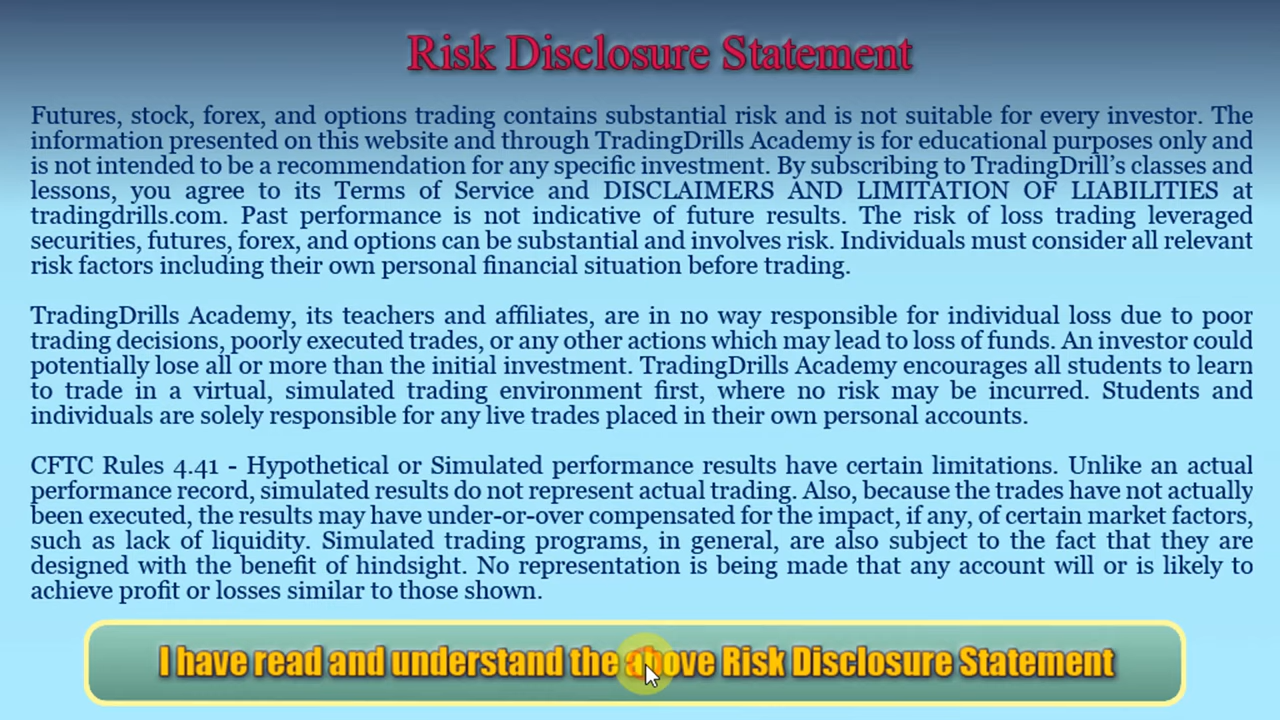 Risk Disclosure Statement
Futures, stock, forex, and options trading contains substantial risk and is not suitable for every investor. The
information presented on this website and through TradingDrills Academy is for educational purposes only and
is not intended to be a recommendation for any specific investment. By subscribing to TradingDrill’s classes and
lessons, you agree to its Terms of Service and DISCLAIMERS AND LIMITATION OF LIABILITIES at
tradingdrills.com. Past performance is not indicative of future results. The risk of loss trading leveraged
securities, futures, forex, and options can be substantial and involves risk. Individuals must consider all relevant
risk factors including their own personal financial situation before trading.
TradingDrills Academy, its teachers and affiliates, are in no way responsible for individual loss due to poor
trading decisions, poorly executed trades, or any other actions which may lead to loss of funds. An investor could
potentially lose all or more than the initial investment. TradingDrills Academy encourages all students to learn
to trade in a virtual, simulated trading environment first, where no risk may be incurred. Students and
individuals are solely responsible for any live trades placed in their own personal accounts.
CFTC Rules 4.41 - Hypothetical or Simulated performance results have certain limitations. Unlike an actual
performance record, simulated results do not represent actual trading. Also, because the trades have not actually
been executed, the results may have under-or-over compensated for the impact, if any, of certain market factors,
such as lack of liquidity. Simulated trading programs, in general, are also subject to the fact that they are
designed with the benefit of hindsight. No representation is being made that any account will or is likely to
achieve profit or losses similar to those shown.
I have read and understand the above Risk Disclosure Statement